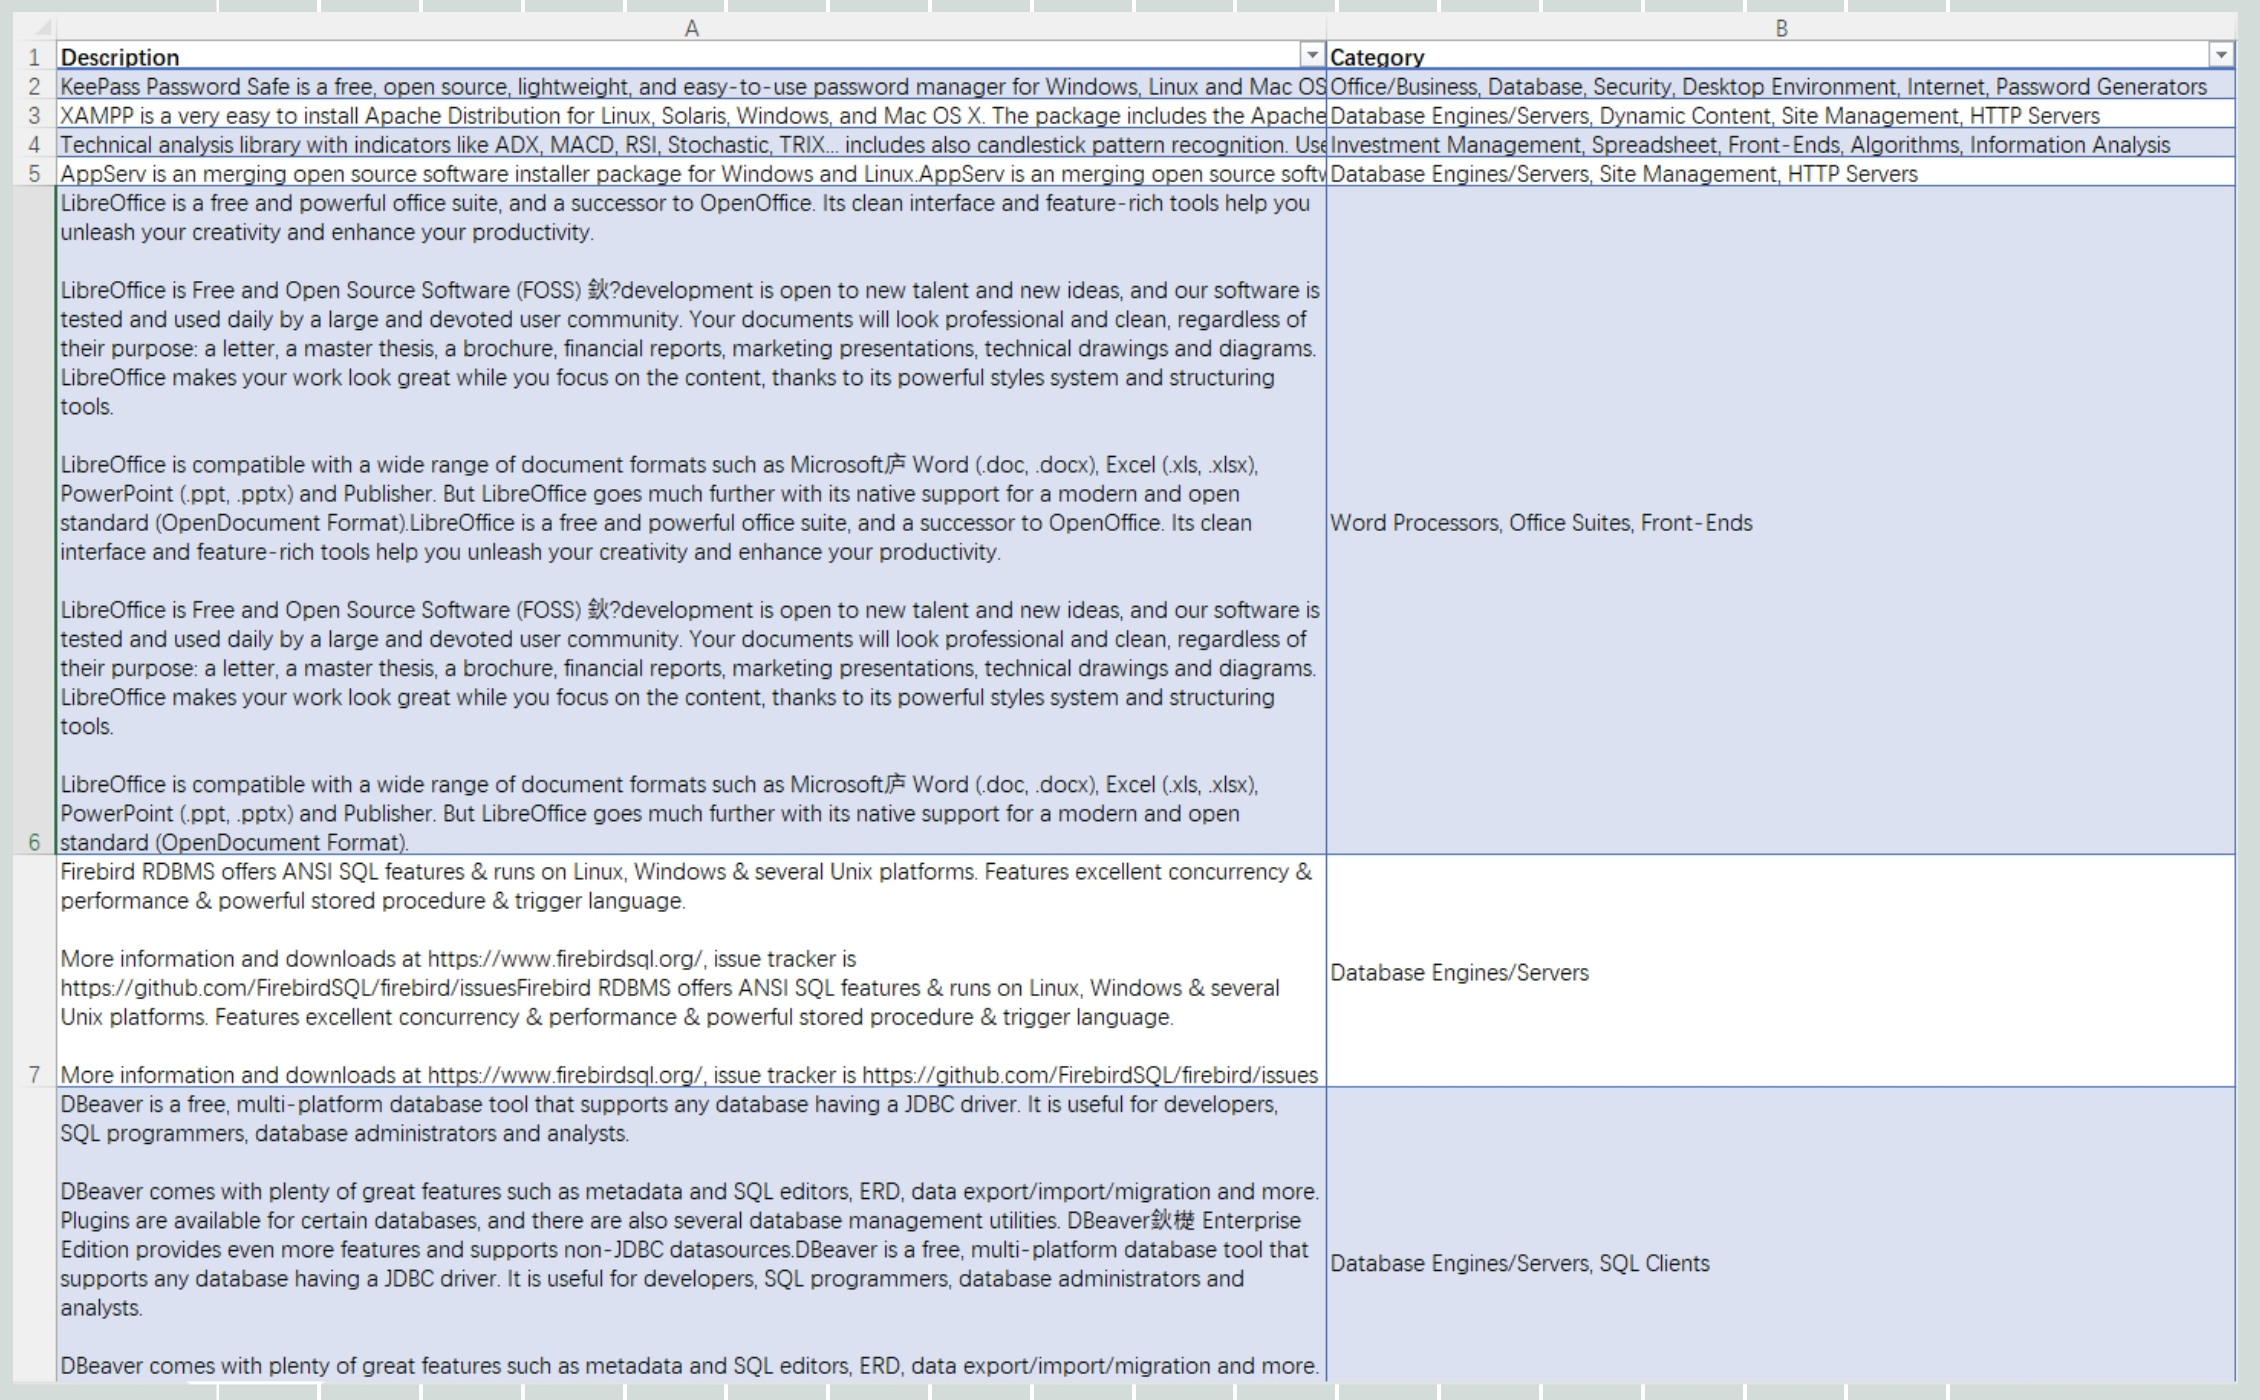 A B
1 Description Category
2 KeePass Password Safe is a free, open source, lightweight, and easy-to-use password manager for Windows, Linux and Mac OS Office/Business, Database, Security, Desktop Environment, Internet, Password Generators
3 XAMPP is a very easy to install Apache Distribution for Linux, Solaris, Windows, and Mac OS X. The package includes the Apache Database Engines/Servers, Dynamic Content, Site Management, HTTP Servers
4 Technical analysis library with indicators like ADX, MACD, RSI, Stochastic, TRIX... includes also candlestick pattern recognition. Use Investment Management, Spreadsheet, Front-Ends, Algorithms, Information Analysis
5 AppServ is an merging open source software installer package for Windows and Linux.AppServ is an merging open source softw Database Engines/Servers, Site Management, HTTP Servers
LibreOffice is a free and powerful office suite, and a successor to OpenOffice. Its clean interface and feature-rich tools help you
unleash your creativity and enhance your productivity.
LibreOffice is Free and Open Source Software (FOSS) 鈥?development is open to new talent and new ideas, and our software is
tested and used daily by a large and devoted user community. Your documents will look professional and clean, regardless of
their purpose: a letter, a master thesis, a brochure, financial reports, marketing presentations, technical drawings and diagrams.
LibreOffice makes your work look great while you focus on the content, thanks to its powerful styles system and structuring
tools.
LibreOffice is compatible with a wide range of document formats such as Microsoft庐 Word (.doc, .docx), Excel (.xls, .xlsx),
PowerPoint (.ppt, .pptx) and Publisher. But LibreOffice goes much further with its native support for a modern and open
standard (OpenDocument Format).LibreOffice is a free and powerful office suite, and a successor to OpenOffice. Its clean
interface and feature-rich tools help you unleash your creativity and enhance your productivity.
LibreOffice is Free and Open Source Software (FOSS) 鈥?development is open to new talent and new ideas, and our software is
tested and used daily by a large and devoted user community. Your documents will look professional and clean, regardless of
their purpose: a letter, a master thesis, a brochure, financial reports, marketing presentations, technical drawings and diagrams.
LibreOffice makes your work look great while you focus on the content, thanks to its powerful styles system and structuring
tools.
LibreOffice is compatible with a wide range of document formats such as Microsoft庐 Word (.doc, .docx), Excel (.xls, .xlsx),
PowerPoint (.ppt, .pptx) and Publisher. But LibreOffice goes much further with its native support for a modern and open
6 standard (OpenDocument Format).
Word Processors, Office Suites, Front-Ends
Firebird RDBMS offers ANSI SQL features & runs on Linux, Windows & several Unix platforms. Features excellent concurrency &
performance & powerful stored procedure & trigger language.
More information and downloads at https://www.firebirdsql.org/, issue tracker is
https://github.com/FirebirdSQL/firebird/issuesFirebird RDBMS offers ANSI SQL features & runs on Linux, Windows & several
Unix platforms. Features excellent concurrency & performance & powerful stored procedure & trigger language.
7 More information and downloads at https://www.firebirdsql.org/, issue tracker is https://github.com/FirebirdSQL/firebird/issues
Database Engines/Servers
DBeaver is a free, multi-platform database tool that supports any database having a JDBC driver. It is useful for developers,
SQL programmers, database administrators and analysts.
DBeaver comes with plenty of great features such as metadata and SQL editors, ERD, data export/import/migration and more.
Plugins are available for certain databases, and there are also several database management utilities. DBeaver鈥檚 Enterprise
Edition provides even more features and supports non-JDBC datasources.DBeaver is a free, multi-platform database tool that
supports any database having a JDBC driver. It is useful for developers, SQL programmers, database administrators and
analysts.
DBeaver comes with plenty of great features such as metadata and SQL editors, ERD, data export/import/migration and more.
Database Engines/Servers, SQL Clients